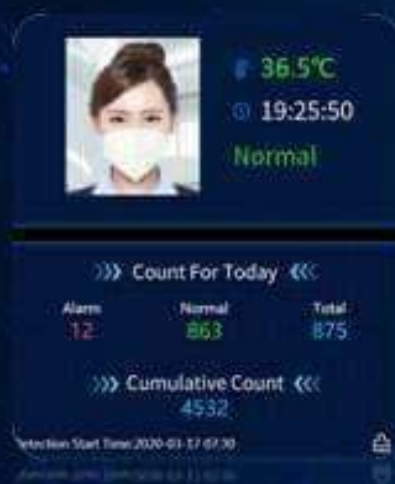 36.5℃
19:25:50
Normal
Count For Today
Alarm Normal Total
12 863 875
Cumulative Count
4532
Detection Start Time:2020-03-17 07:30